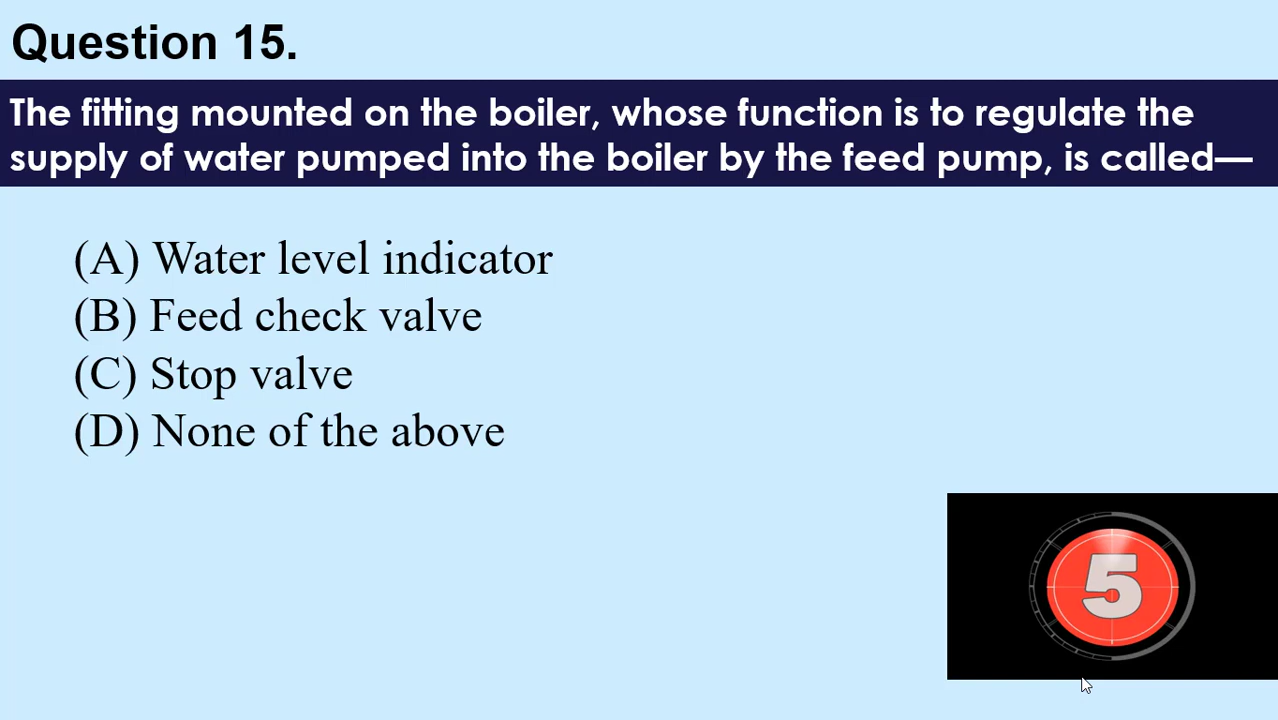 Question 15.
The fitting mounted on the boiler, whose function is to regulate the
supply of water pumped into the boiler by the feed pump, is called—
(A) Water level indicator
(B) Feed check valve
(C) Stop valve
(D) None of the above
5